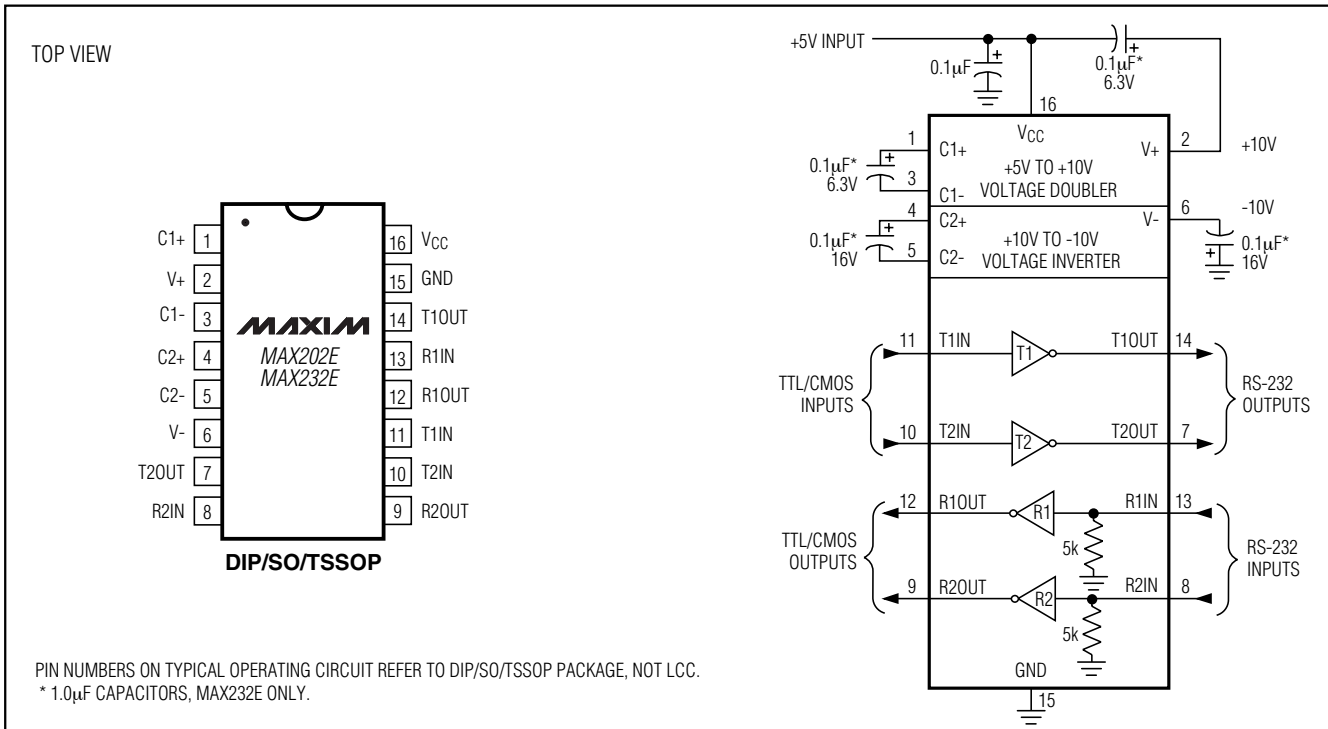 TOP VIEW
C1+ 1
V+ 2
C1- 3
C2+ 4
C2- 5
V- 6
T2OUT 7
R2IN 8
16 VCC
15 GND
14 T1OUT
13 R1IN
12 R1OUT
11 T1IN
10 T2IN
9 R2OUT
MAXIM
MAX202E
MAX232E
DIP/SO/TSSOP
+5V INPUT
0.1μF
+
0.1μF*
6.3V
+
16
VCC
1
C1+
0.1μF*
6.3V
+
3
C1-
+5V TO +10V
VOLTAGE DOUBLER
V+
2
+10V
4
C2+
0.1μF*
16V
+
5
C2-
+10V TO -10V
VOLTAGE INVERTER
V-
6
-10V
0.1μF*
16V
+
TTL/CMOS
INPUTS
11 T1IN T1 T1OUT 14
10 T2IN T2 T2OUT 7
RS-232
OUTPUTS
TTL/CMOS
OUTPUTS
12 R1OUT R1 R1IN 13
5k
9 R2OUT R2 R2IN 8
5k
RS-232
INPUTS
GND
15
PIN NUMBERS ON TYPICAL OPERATING CIRCUIT REFER TO DIP/SO/TSSOP PACKAGE, NOT LCC.
* 1.0μF CAPACITORS, MAX232E ONLY.